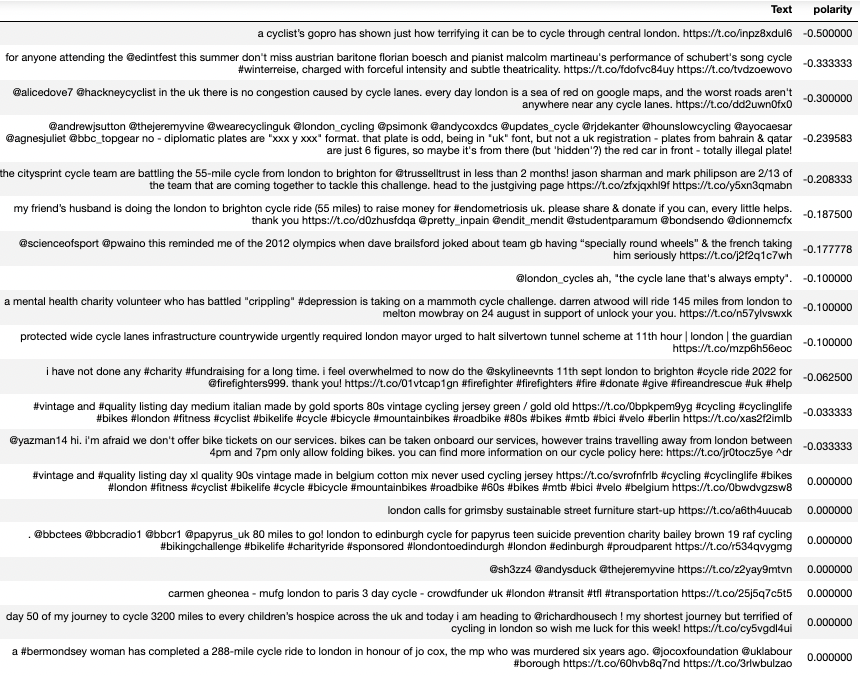 Text polarity
a cyclist's gopro has shown just how terrifying it can be to cycle through central london. https://t.co/inpz8xdul6 -0.500000
for anyone attending the @edintfest this summer don't miss austrian baritone florian boesch and pianist malcolm martineau's performance of schubert's song cycle
#winterreise, charged with forceful intensity and subtle theatricality. https://t.co/fdofvc84uy https://t.co/tvdzoewovo -0.333333
@alicedove7 @hackneycyclist in the uk there is no congestion caused by cycle lanes. every day london is a sea of red on google maps, and the worst roads aren't
anywhere near any cycle lanes. https://t.co/dd2uwn0fx0 -0.300000
@andrewjsutton @thejeremyvine @wearecyclinguk @london_cycling @psimonk @andycoxdcs @updates_cycle @rjdekanter @hounslowcycling @ayocaesar
@agnesjuliet @bbc_topgear no - diplomatic plates are "xxx y xxx" format. that plate is odd, being in "uk" font, but not a uk registration - plates from bahrain & qatar
are just 6 figures, so maybe it's from there (but 'hidden'?) the red car in front - totally illegal plate! -0.239583
the citysprint cycle team are battling the 55-mile cycle from london to brighton for @trusselltrust in less than 2 months! jason sharman and mark philipson are 2/13 of
the team that are coming together to tackle this challenge. head to the justgiving page https://t.co/zfxjqxhl9f https://t.co/y5xn3qmabn -0.208333
my friend's husband is doing the london to brighton cycle ride (55 miles) to raise money for #endometriosis uk. please share & donate if you can, every little helps.
thank you https://t.co/d0zhusfdqa @pretty_inpain @endit_mendit @studentparamum @bondsendo @dionnemcfx -0.187500
@scienceofsport @pwaino this reminded me of the 2012 olympics when dave brailsford joked about team gb having “specially round wheels” & the french taking
him seriously https://t.co/j2f2q1c7wh -0.177778
@london_cycles ah, "the cycle lane that's always empty". -0.100000
a mental health charity volunteer who has battled "crippling" #depression is taking on a mammoth cycle challenge. darren atwood will ride 145 miles from london to
melton mowbray on 24 august in support of unlock your you. https://t.co/n57ylvswxk -0.100000
protected wide cycle lanes infrastructure countrywide urgently required london mayor urged to halt silvertown tunnel scheme at 11th hour | london | the guardian
https://t.co/mzp6h56eoc -0.100000
i have not done any #charity #fundraising for a long time. i feel overwhelmed to now do the @skylineevnts 11th sept london to brighton #cycle ride 2022 for
@firefighters999. thank you! https://t.co/01vtcap1gn #firefighter #firefighters #fire #donate #give #fireandrescue #uk #help -0.062500
#vintage and #quality listing day medium italian made by gold sports 80s vintage cycling jersey green / gold old https://t.co/0bpkpem9yg #cycling #cyclinglife
#bikes #london #fitness #cyclist #bikelife #cycle #bicycle #mountainbikes #roadbike #80s #bikes #mtb #bici #velo #berlin https://t.co/xas2f2imlb -0.033333
@yazman14 hi. i'm afraid we don't offer bike tickets on our services. bikes can be taken onboard our services, however trains travelling away from london between
4pm and 7pm only allow folding bikes. you can find more information on our cycle policy here: https://t.co/jr0tocz5ye ^dr -0.033333
#vintage and #quality listing day xl quality 90s vintage made in belgium cotton mix never used cycling jersey https://t.co/svrofnfrlb #cycling #cyclinglife #bikes
#london #fitness #cyclist #bikelife #cycle #bicycle #mountainbikes #roadbike #60s #bikes #mtb #bici #velo #belgium https://t.co/0bwdvgzsw8 0.000000
london calls for grimsby sustainable street furniture start-up https://t.co/a6th4uucab 0.000000
. @bbctees @bbcradio1 @bbcr1 @papyrus_uk 80 miles to go! london to edinburgh cycle for papyrus teen suicide prevention charity bailey brown 19 raf cycling
#bikingchallenge #bikelife #charityride #sponsored #londontoedindurgh #london #edinburgh #proudparent https://t.co/r534qvygmg 0.000000
@sh3zz4 @andysduck @thejeremyvine https://t.co/z2yay9mtvn 0.000000
carmen gheonea - mufg london to paris 3 day cycle - crowdfunder uk #london #transit #tfl #transportation https://t.co/25j5q7c5t5 0.000000
day 50 of my journey to cycle 3200 miles to every children's hospice across the uk and today i am heading to @richardhousech ! my shortest journey but terrified of
cycling in london so wish me luck for this week! https://t.co/cy5vgdl4ui 0.000000
a #bermondsey woman has completed a 288-mile cycle ride to london in honour of jo cox, the mp who was murdered six years ago. @jocoxfoundation @uklabour
#borough https://t.co/60hvb8q7nd https://t.co/3rlwbulzao 0.000000